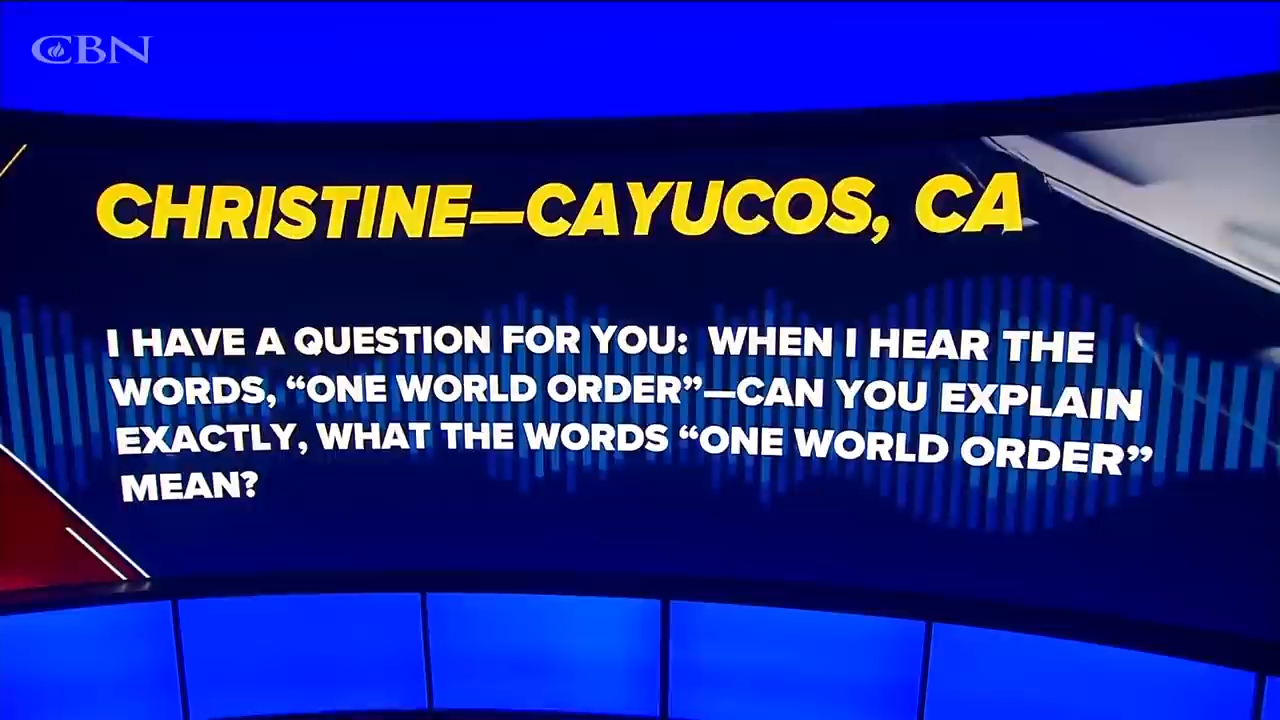 CBN
CHRISTINE—CAYUCOS, CA
I HAVE A QUESTION FOR YOU: WHEN I HEAR THE
WORDS, “ONE WORLD ORDER”—CAN YOU EXPLAIN
EXACTLY, WHAT THE WORDS “ONE WORLD ORDER”
MEAN?